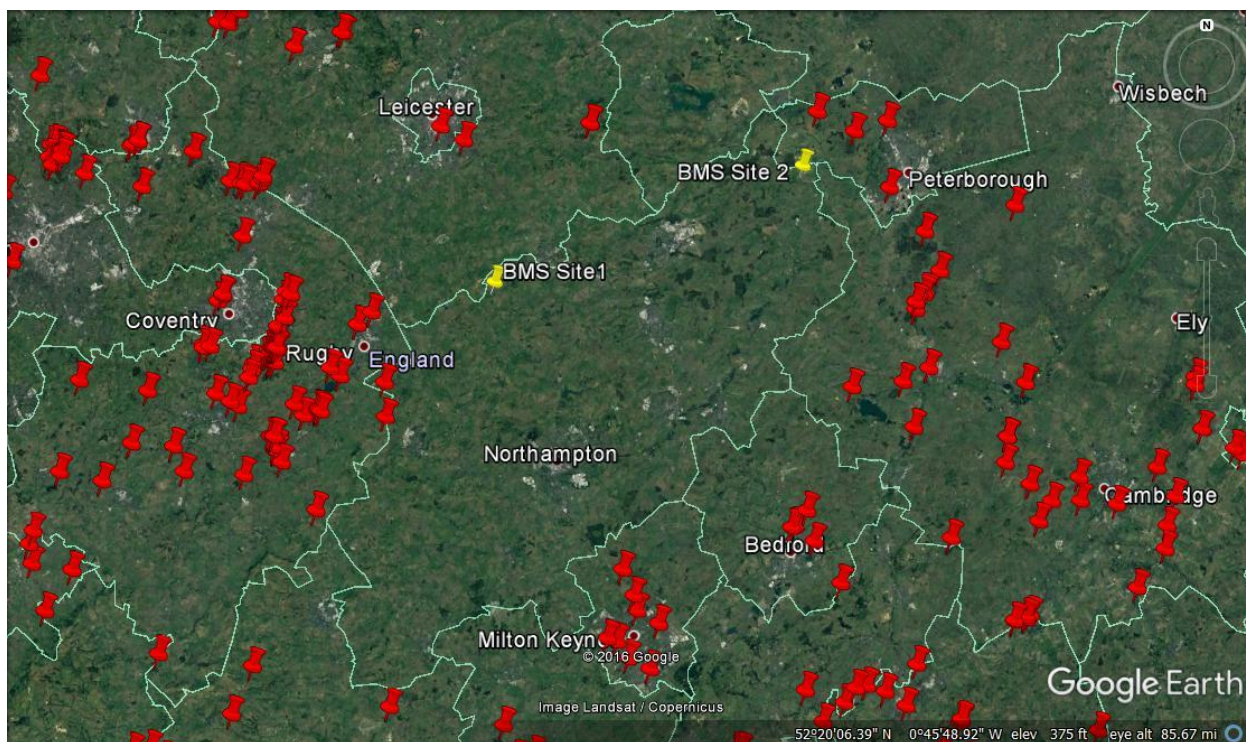 N
Leicester
Wisbech
BMS Site 2
Peterborough
BMS Site1
Coventry
Ely
Rugby
England
Northampton
Cambridge
Bedford
Milton Keyne
© 2016 Google
Google Earth
Image Landsat / Copernicus
52°20'06.39" N 0°45'48.92" W elev 375 ft eye alt 85.67 mi